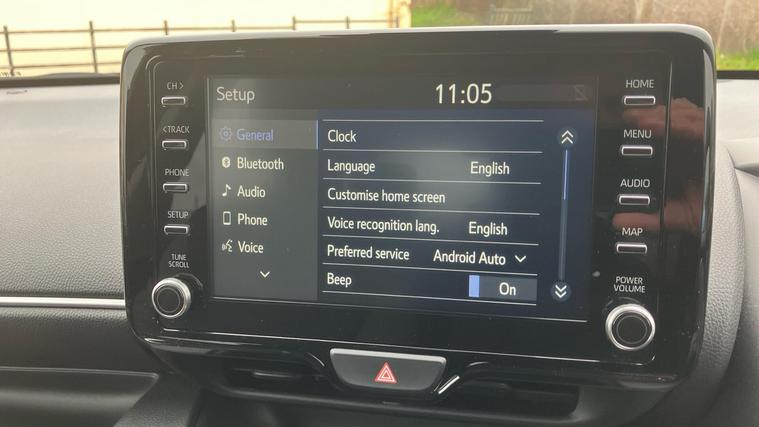 CH >
< TRACK
PHONE
SETUP
TUNE
SCROLL
Setup
11:05
General
Bluetooth
Audio
Phone
Voice
Clock
Language English
Customise home screen
Voice recognition lang. English
Preferred service Android Auto
Beep On
HOME
MENU
AUDIO
MAP
POWER
VOLUME